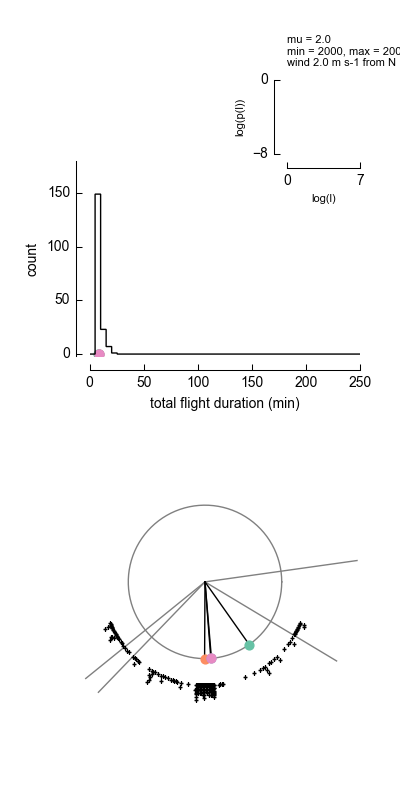 mu = 2.0
min = 2000, max = 200
wind 2.0 m s-1 from N
0
log(p(l))
−8
0
7
log(l)
150
100
50
0
count
0
50
100
150
200
250
total flight duration (min)